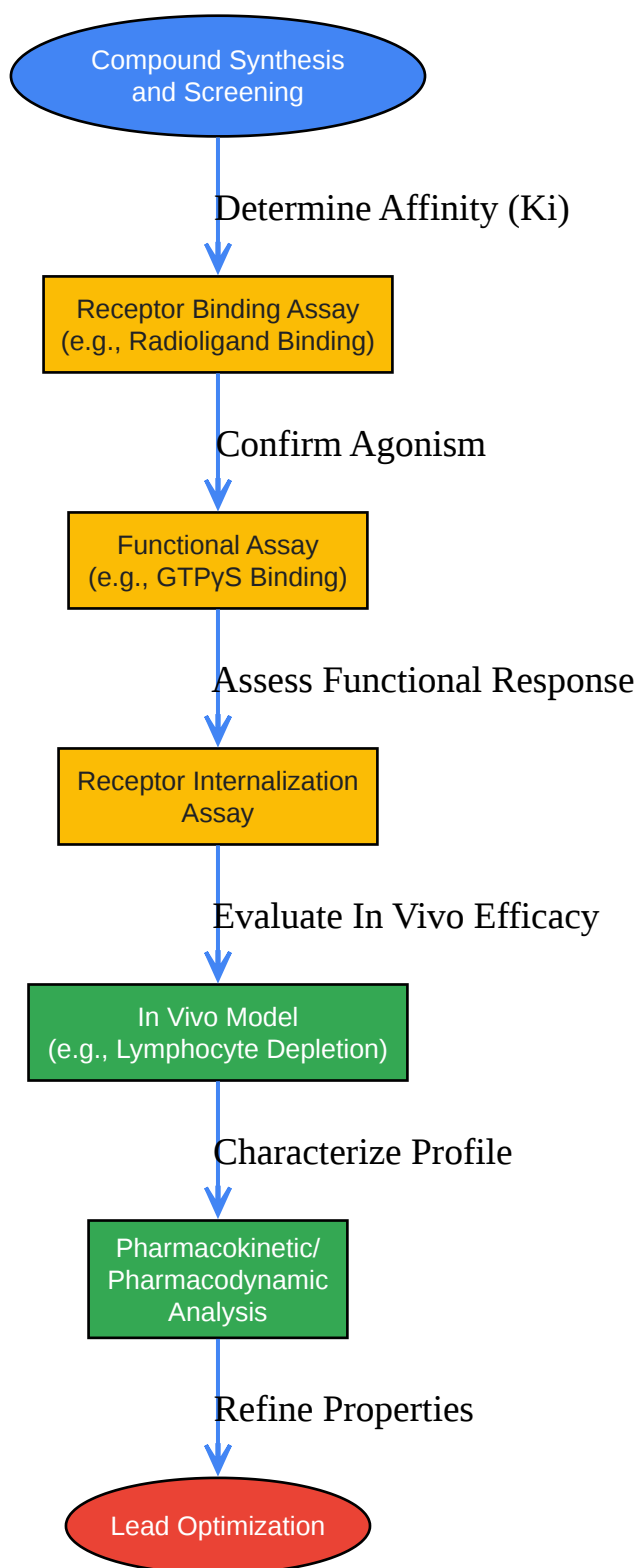 Compound Synthesis
and Screening
Determine Affinity (Ki)
Receptor Binding Assay
(e.g., Radioligand Binding)
Confirm Agonism
Functional Assay
(e.g., GTPγS Binding)
Assess Functional Response
Receptor Internalization
Assay
Evaluate In Vivo Efficacy
In Vivo Model
(e.g., Lymphocyte Depletion)
Characterize Profile
Pharmacokinetic/
Pharmacodynamic
Analysis
Refine Properties
Lead Optimization